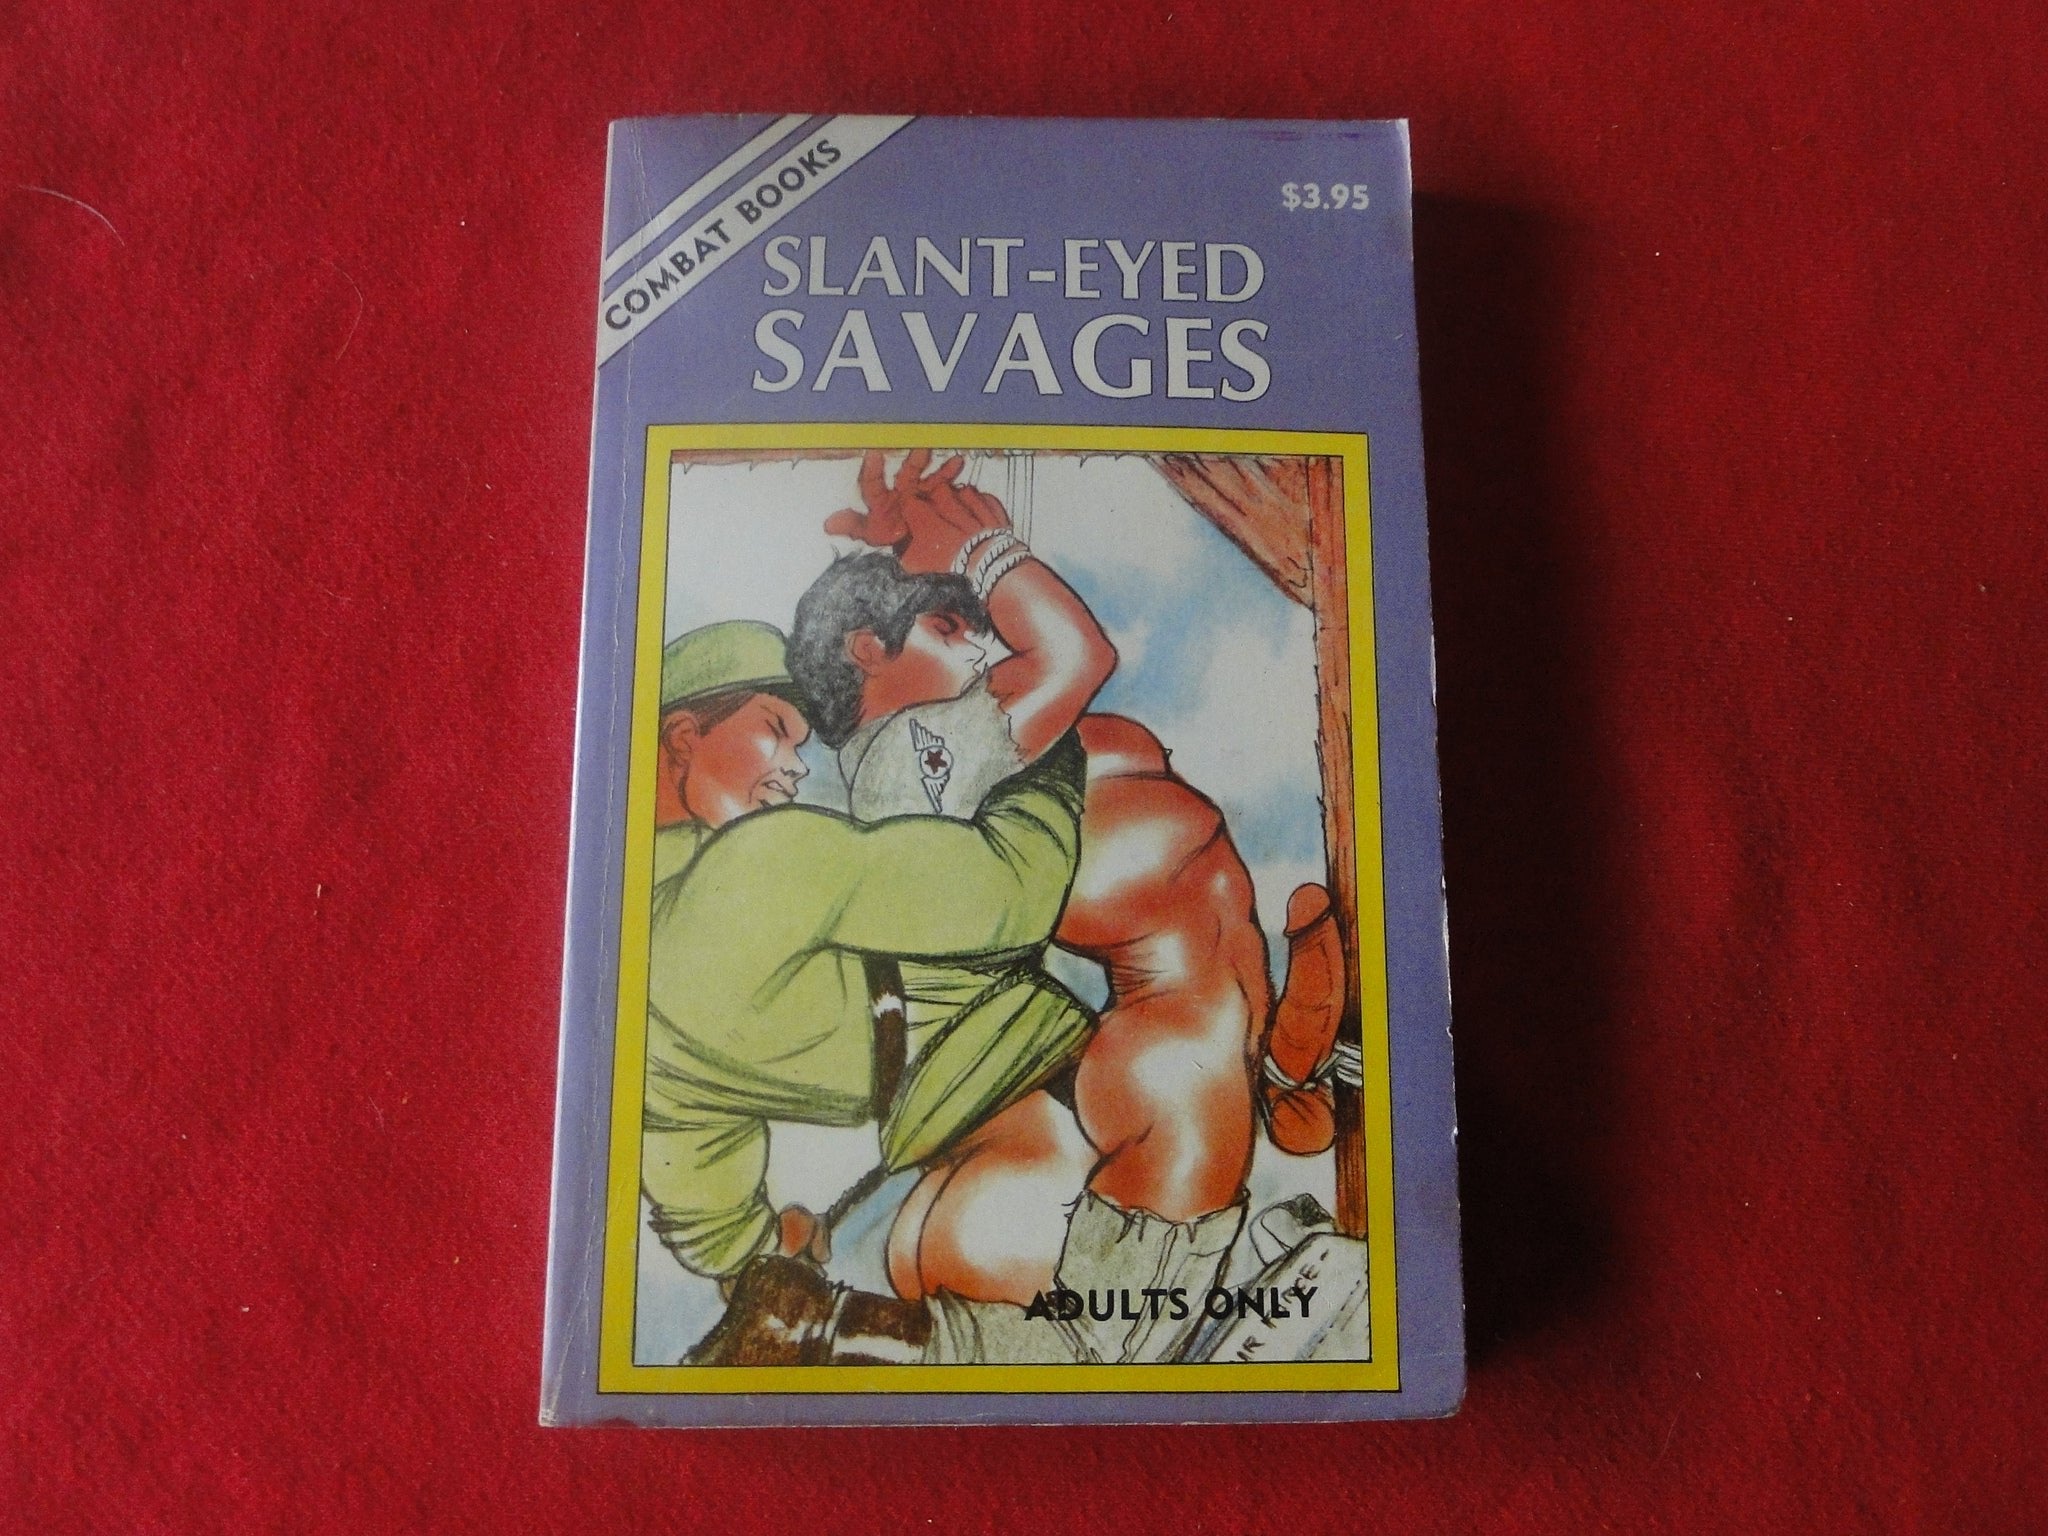 COMBAT BOOKS
$3.95
SLANT-EYED
SAVAGES
ADULTS ONLY